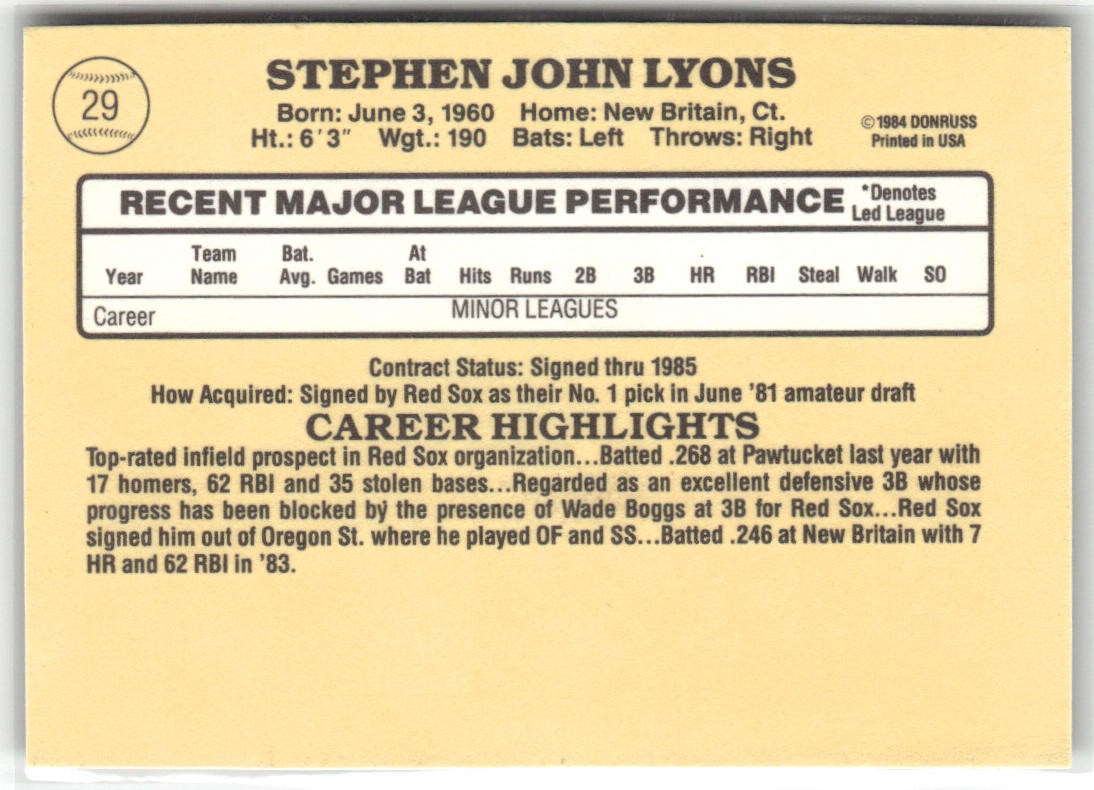 29
STEPHEN JOHN LYONS
Born: June 3, 1960 Home: New Britain, Ct.
Ht.: 6'3" Wgt.: 190 Bats: Left Throws: Right
©1984 DONRUSS
Printed in USA
RECENT MAJOR LEAGUE PERFORMANCE
*Denotes
Led League
Year Team Name Bat. Avg. Games At Bat Hits Runs 2B 3B HR RBI Steal Walk SO
Career MINOR LEAGUES
Contract Status: Signed thru 1985
How Acquired: Signed by Red Sox as their No. 1 pick in June '81 amateur draft
CAREER HIGHLIGHTS
Top-rated infield prospect in Red Sox organization...Batted .268 at Pawtucket last year with
17 homers, 62 RBI and 35 stolen bases...Regarded as an excellent defensive 3B whose
progress has been blocked by the presence of Wade Boggs at 3B for Red Sox...Red Sox
signed him out of Oregon St. where he played OF and SS...Batted .246 at New Britain with 7
HR and 62 RBI in '83.